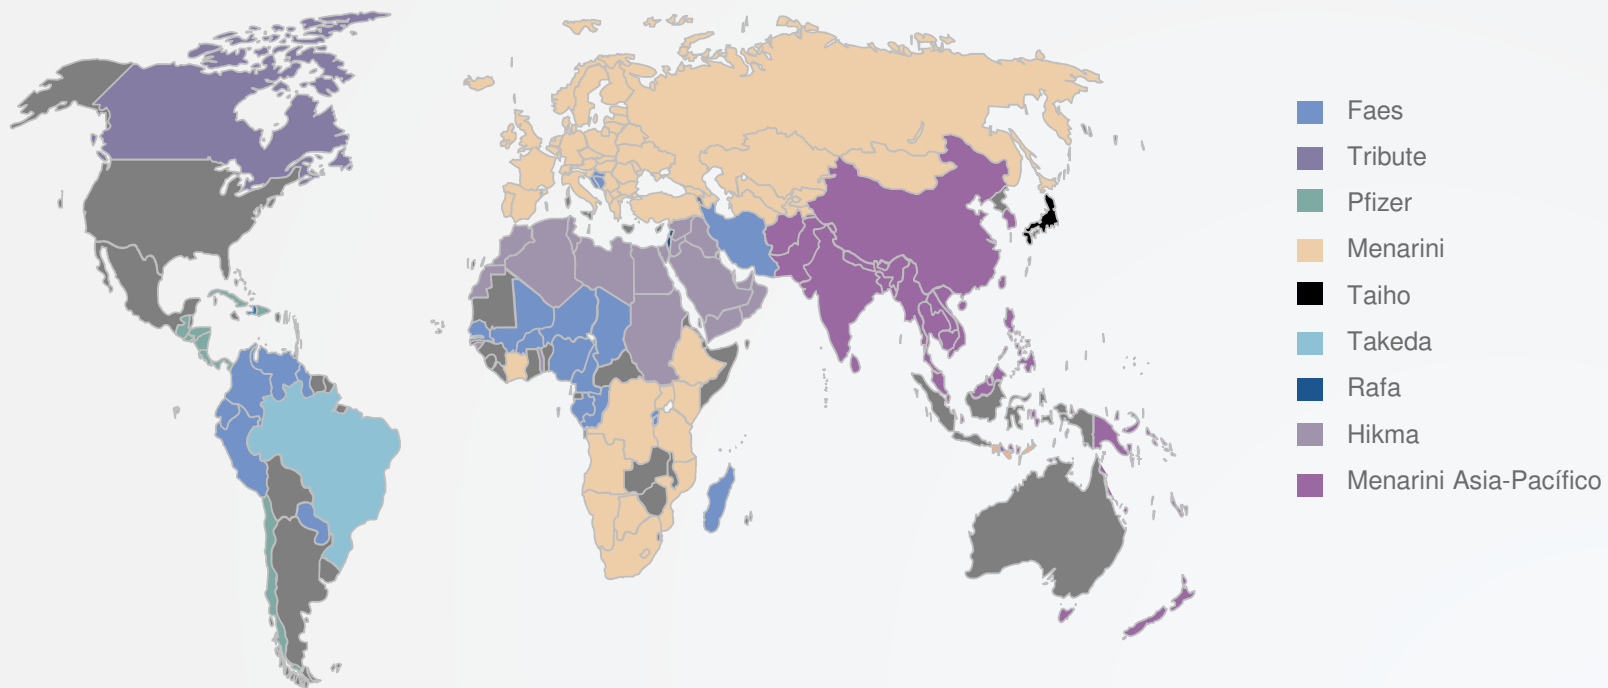 Faes
Tribute
Pfizer
Menarini
Taiho
Takeda
Rafa
Hikma
Menarini Asia-Pacífico